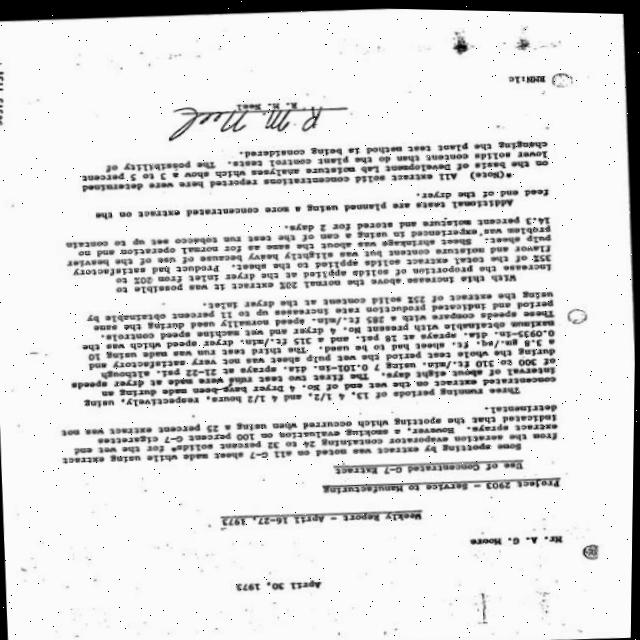 April 30, 1973
Mr. A. G. Moore
Weekly Report - April 16-27, 1973
Project 2903 - Service to Manufacturing
Use of Concentrated G-7 Extract
Some spotting by extract was noted on all G-7 sheet made while using extract
from the aeration evaporator containing 24 to 32 percent solids* for the wet end
extract sprays. However, a smoking evaluation on 100 percent G-7 cigarettes
indicated that the spotting which occurred when using a 25 percent extract was not
detrimental.
Three running periods of 13, 4 1/2, and 4 1/2 hours, respectively, using
concentrated extract on the wet end of No. 4 Dryer have been made during an
interval of about eight days. The first two test runs were made at dryer speeds
of 300 to 310 ft./min. using 7 0.101-in. dia. sprays at 21-22 psi. although
during the whole test period the wet pulp sheet was not very satisfactory and
a 3.8 gm./sq. ft. sheet had to be used. The third test run was made using 10
0.0935-in. dia. sprays at 18 psi. and a 315 ft./min. dryer speed which was the
maximum obtainable with present No. 4 dryer and wet machine speed controls.
These speeds compare with a 285 ft./min. speed normally used during the same
period and indicated production rate increases up to 11 percent obtainable by
using the extract of 25% solid content at the dryer inlet.
With this increase above the normal 20% extract it was possible to
increase the proportion of solids applied at the dryer inlet from 20% to
35% of the total extract solids applied to the sheet. Product had satisfactory
flavor and moisture content but was slightly heavy because of use of the heavier
pulp sheet. Sheet shrinkage was about the same as for normal operation and no
problem was experienced in using a can of the test run tobacco set up to contain
14.3 percent moisture and stored for 2 days.
Additional tests are planned using a more concentrated extract on the
feed end of the dryer.
*(Note) All extract solid concentrations reported here were determined
on the basis of Development Lab moisture analyses which show a 3 to 5 percent
lower solids content than do the plant control tests. The possibility of
changing the plant test method is being considered.
R. M. Neel
R. M. Neel
RMN:lc